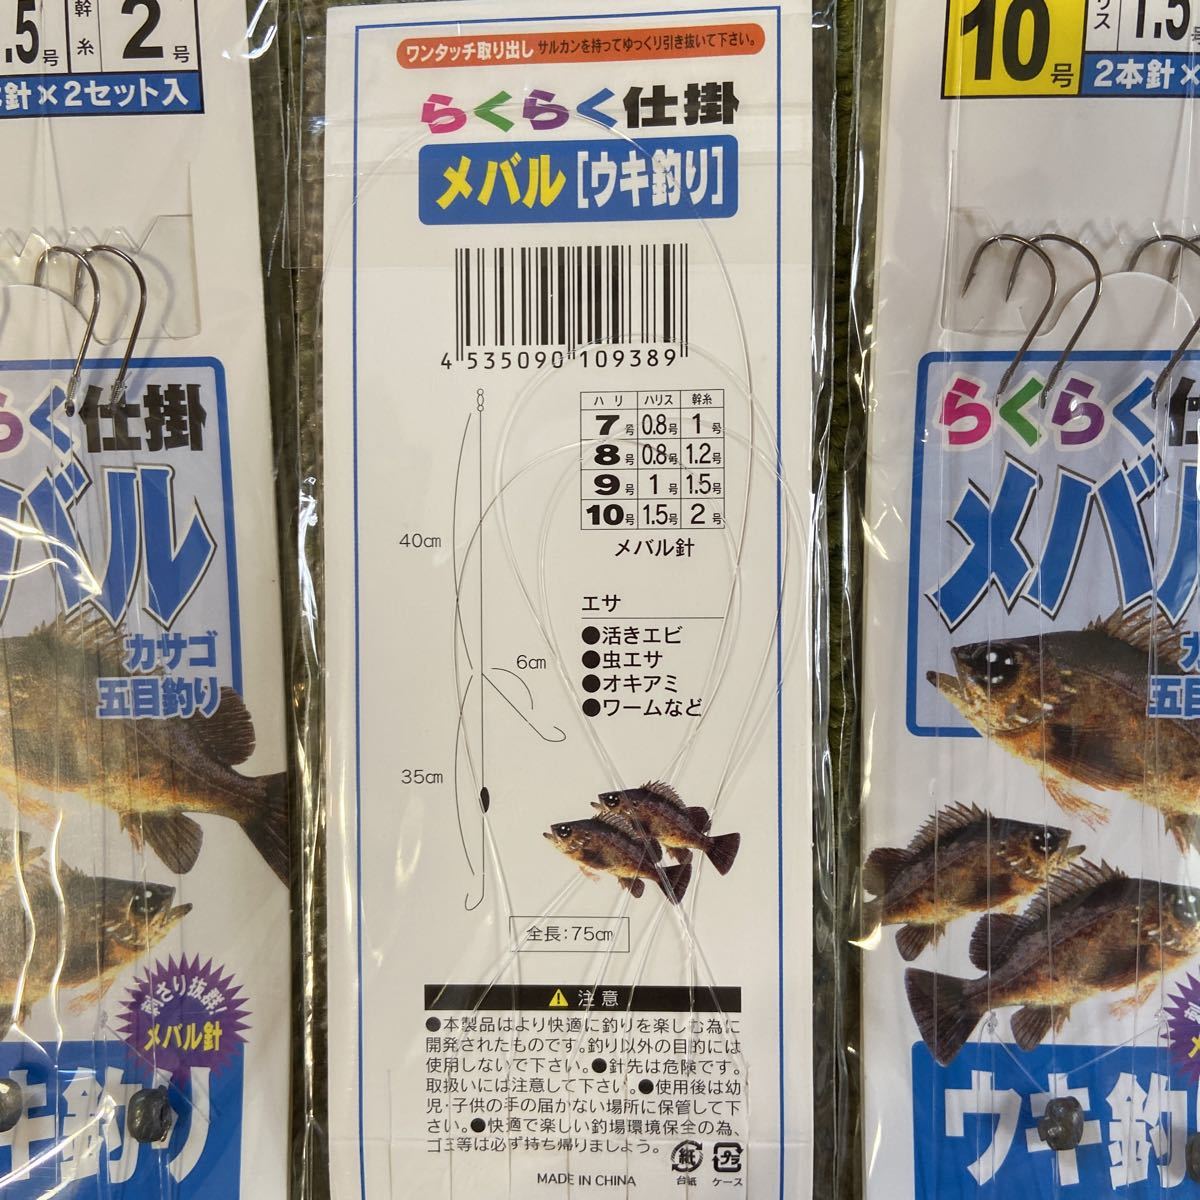 .5号 幹糸 2号
針×2セット入
らく仕掛
バル
カサゴ
五目釣り
刺さり抜群!
メバル針
キ釣り
ワンタッチ取り出し サルカンを持ってゆっくり引き抜いて下さい。
らくらく仕掛
メバル[ウキ釣り]
4 535090 109389
ハリ ハリス 幹糸
7号 0.8号 1号
8号 0.8号 1.2号
9号 1号 1.5号
10号 1.5号 2号
メバル針
40cm
6cm
35cm
エサ
●活きエビ
●虫エサ
●オキアミ
●ワームなど
全長:75cm
注意
●本製品はより快適に釣りを楽しむ為に
開発されたものです。釣り以外の目的には
使用しないで下さい。●針先は危険です。
取扱いには注意して下さい。●使用後は幼
児・子供の手の届かない場所に保管して下
さい。●快適で楽しい釣場環境保全の為、
ゴミ等は必ず持ち帰りましょう。
紙 プラ
台紙 ケース
MADE IN CHINA
10号 リス 1.5号
2本針×
らくらく仕
メバ
カ
五目
ウキ釣